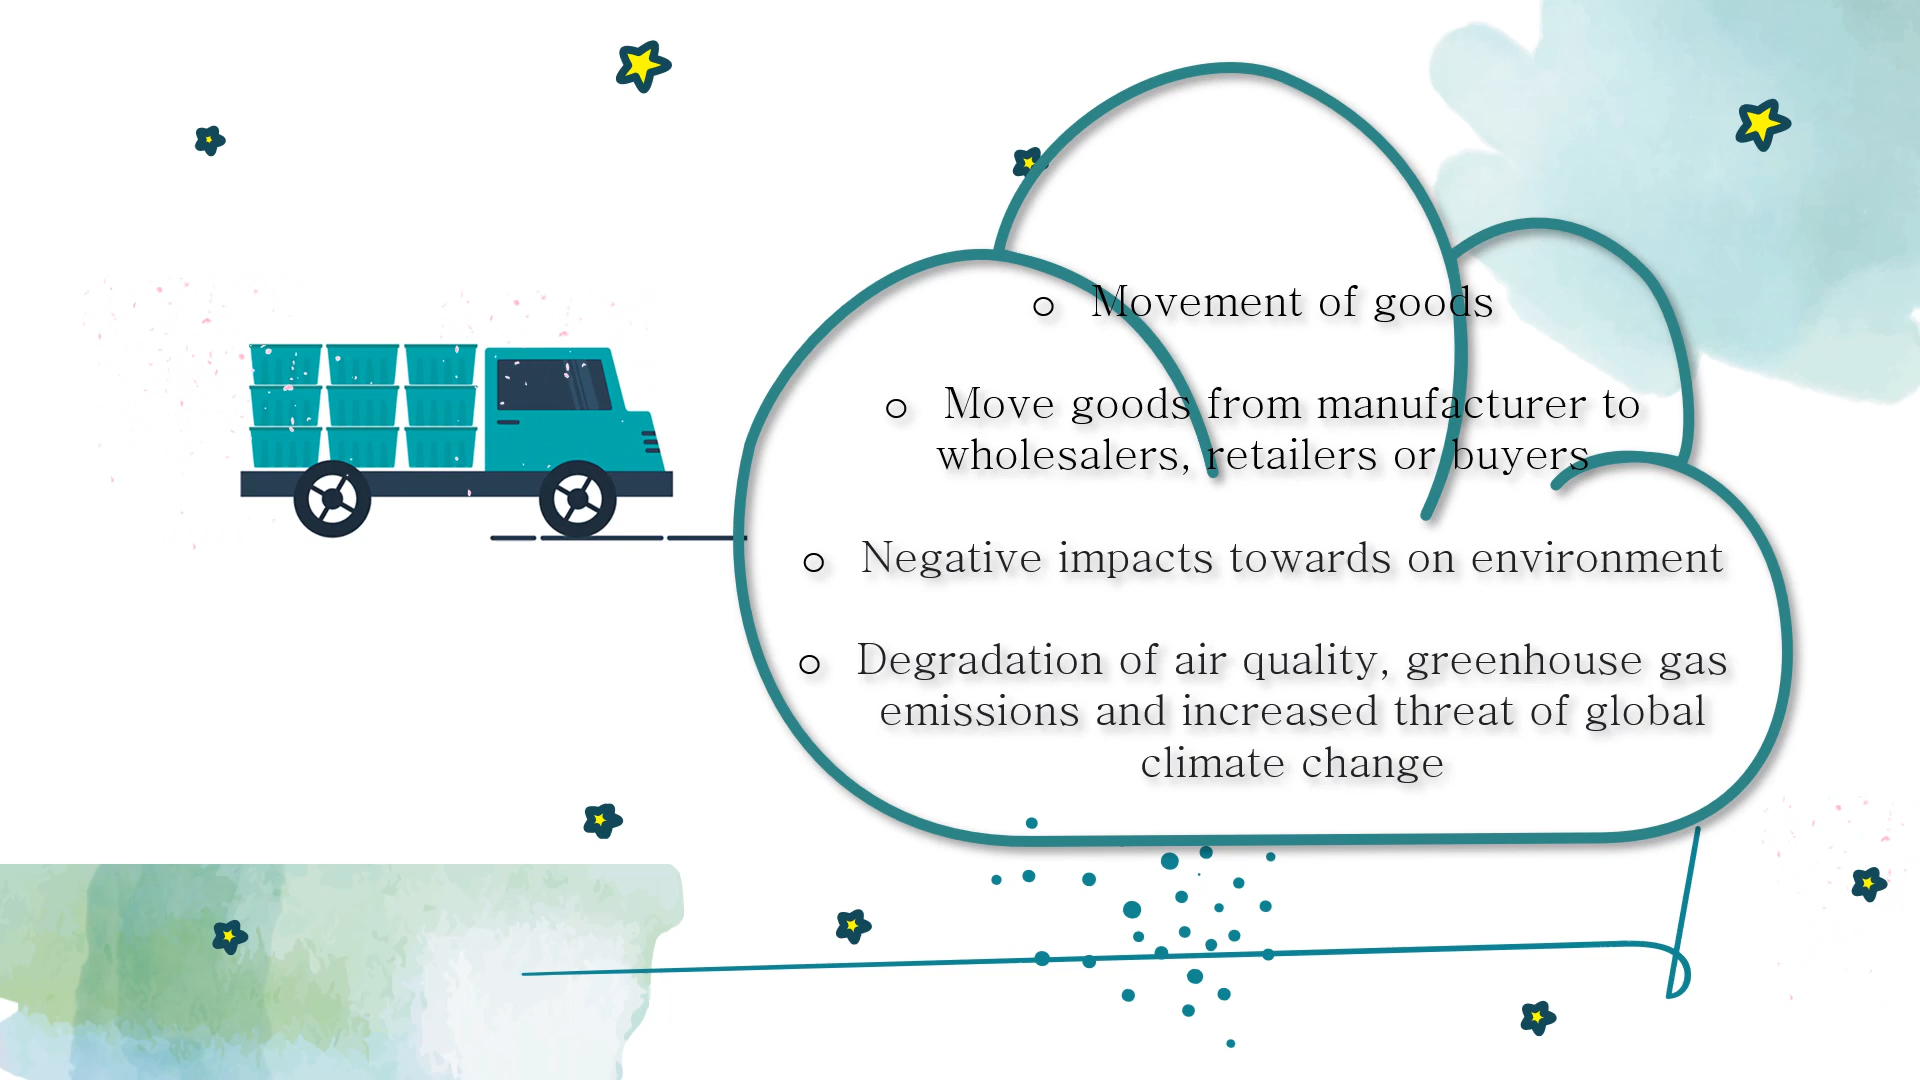 o Movement of goods
o Move goods from manufacturer to
wholesalers, retailers or buyers
o Negative impacts towards on environment
o Degradation of air quality, greenhouse gas
emissions and increased threat of global
climate change